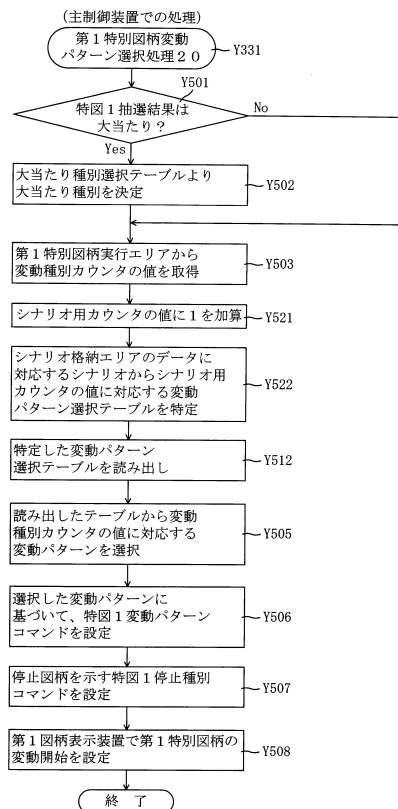 (主制御装置での処理)
第1特別図柄変動
パターン選択処理20
Y331
Y501
特図1抽選結果は
大当たり?
No
Yes
大当たり種別選択テーブルより
大当たり種別を決定
Y502
第1特別図柄実行エリアから
変動種別カウンタの値を取得
Y503
シナリオ用カウンタの値に1を加算
Y521
シナリオ格納エリアのデータに
対応するシナリオからシナリオ用
カウンタの値に対応する変動
パターン選択テーブルを特定
Y522
特定した変動パターン
選択テーブルを読み出し
Y512
読み出したテーブルから変動
種別カウンタの値に対応する
変動パターンを選択
Y505
選択した変動パターンに
基づいて、特図1変動パターン
コマンドを設定
Y506
停止図柄を示す特図1停止種別
コマンドを設定
Y507
第1図柄表示装置で第1特別図柄の
変動開始を設定
Y508
終 了